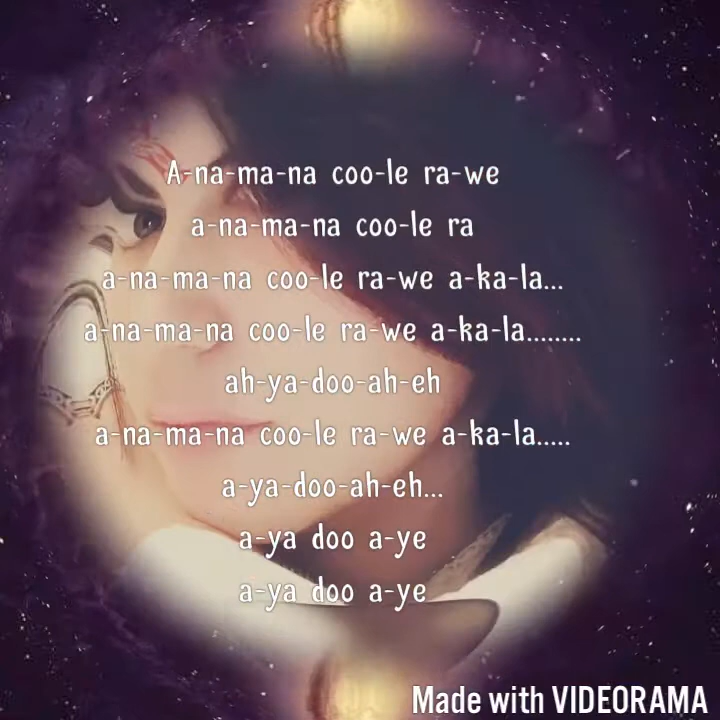 A-na-ma-na coo-le ra-we
a-na-ma-na coo-le ra
a-na-ma-na coo-le ra-we a-ka-la...
a-na-ma-na coo-le ra-we a-ka-la........
ah-ya-doo-ah-eh
a-na-ma-na coo-le ra-we a-ka-la.....
a-ya-doo-ah-eh...
a-ya doo a-ye
a-ya doo a-ye
Made with VIDEORAMA